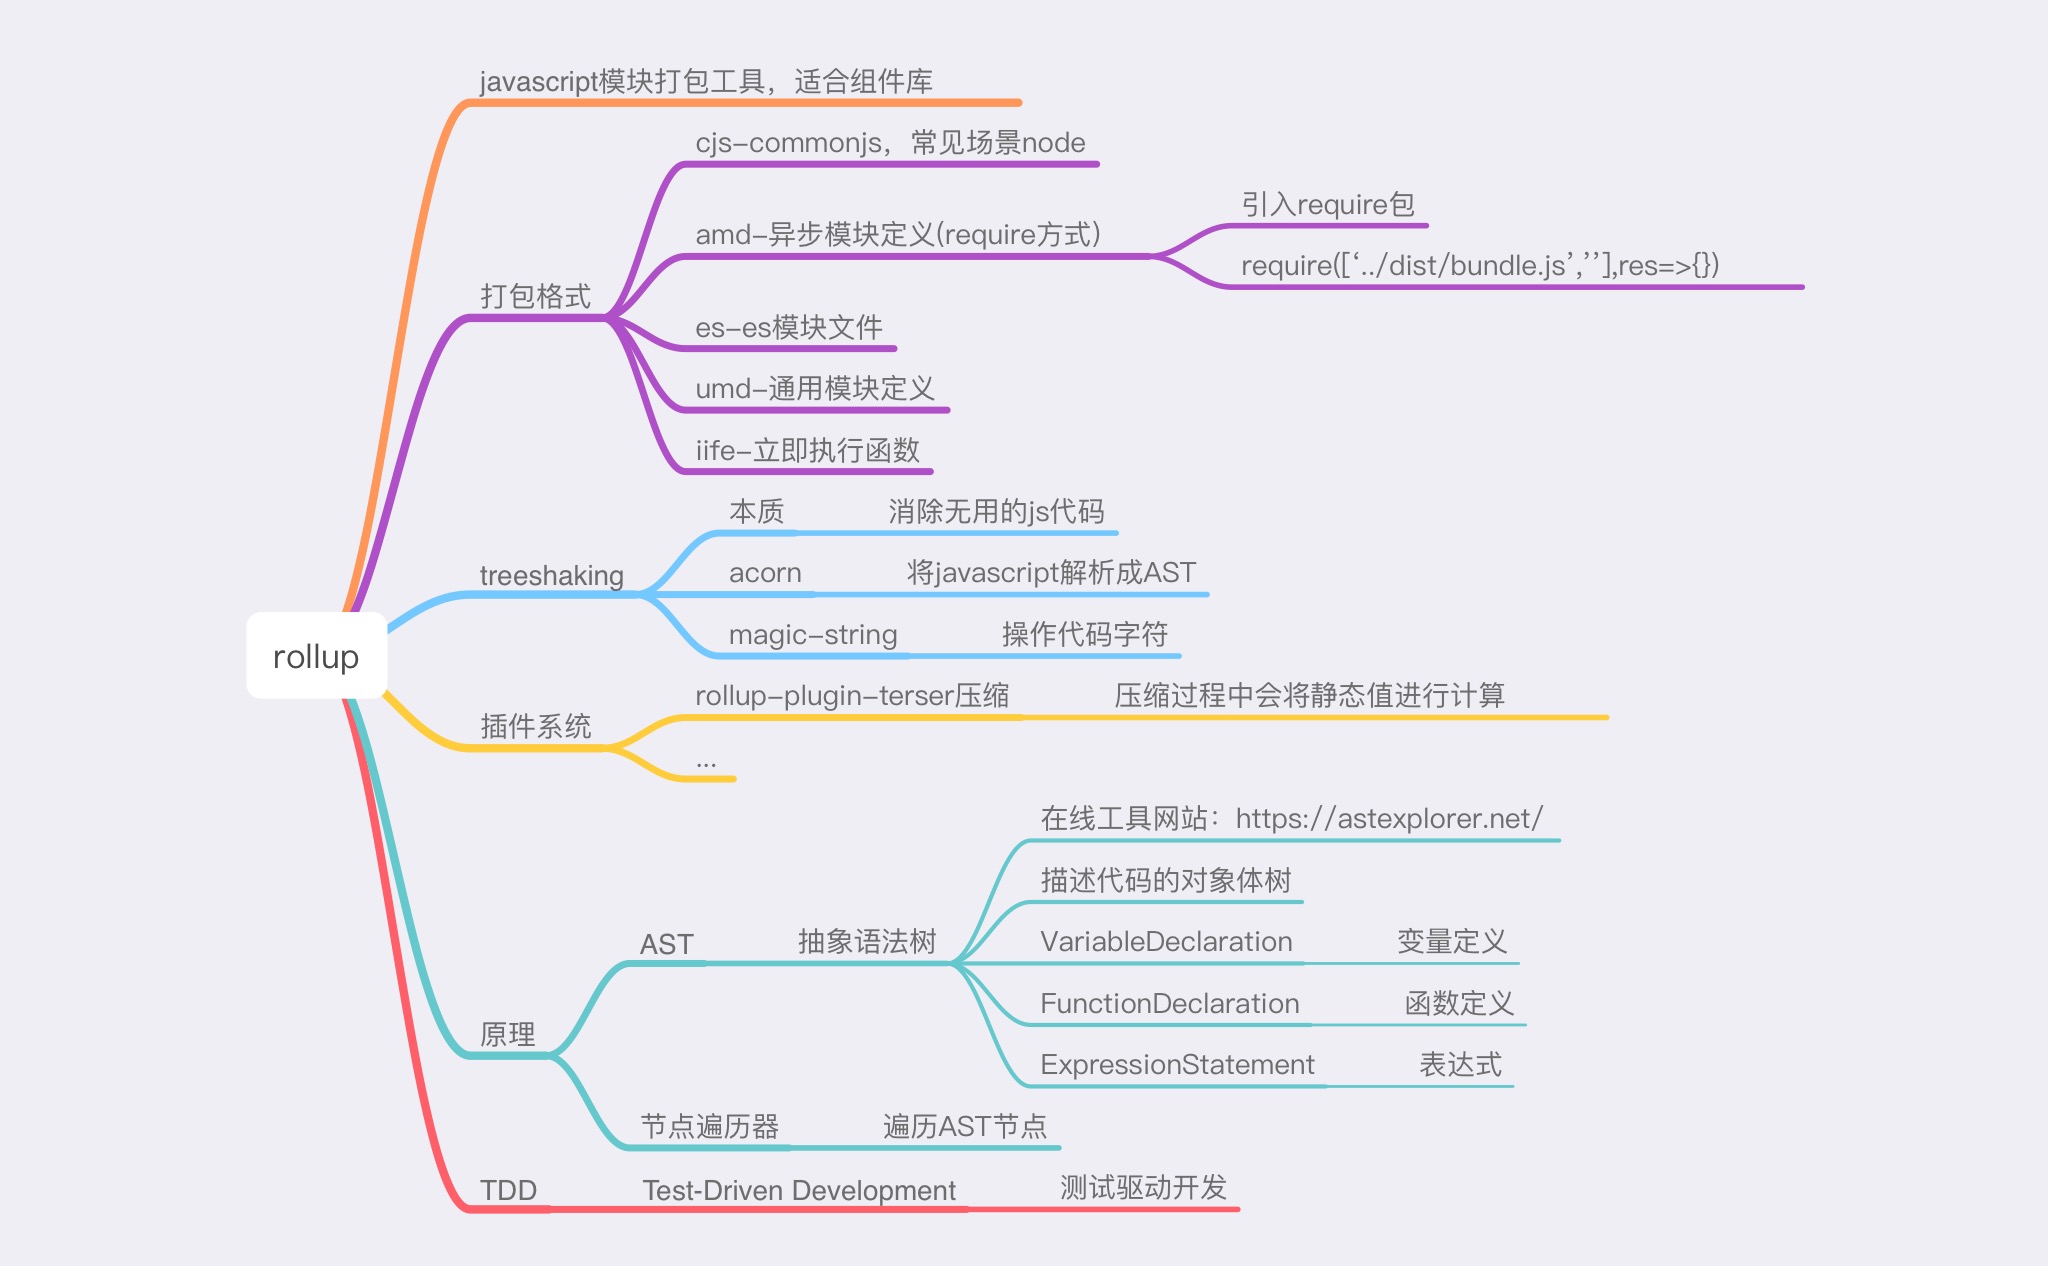 rollup
javascript模块打包工具，适合组件库
打包格式
cjs-commonjs，常见场景node
amd-异步模块定义(require方式)
引入require包
require([‘../dist/bundle.js’,’’],res=>{})
es-es模块文件
umd-通用模块定义
iife-立即执行函数
treeshaking
本质
消除无用的js代码
acorn
将javascript解析成AST
magic-string
操作代码字符
插件系统
rollup-plugin-terser压缩
压缩过程中会将静态值进行计算
...
原理
AST
抽象语法树
在线工具网站：https://astexplorer.net/
描述代码的对象体树
VariableDeclaration
变量定义
FunctionDeclaration
函数定义
ExpressionStatement
表达式
节点遍历器
遍历AST节点
TDD
Test-Driven Development
测试驱动开发